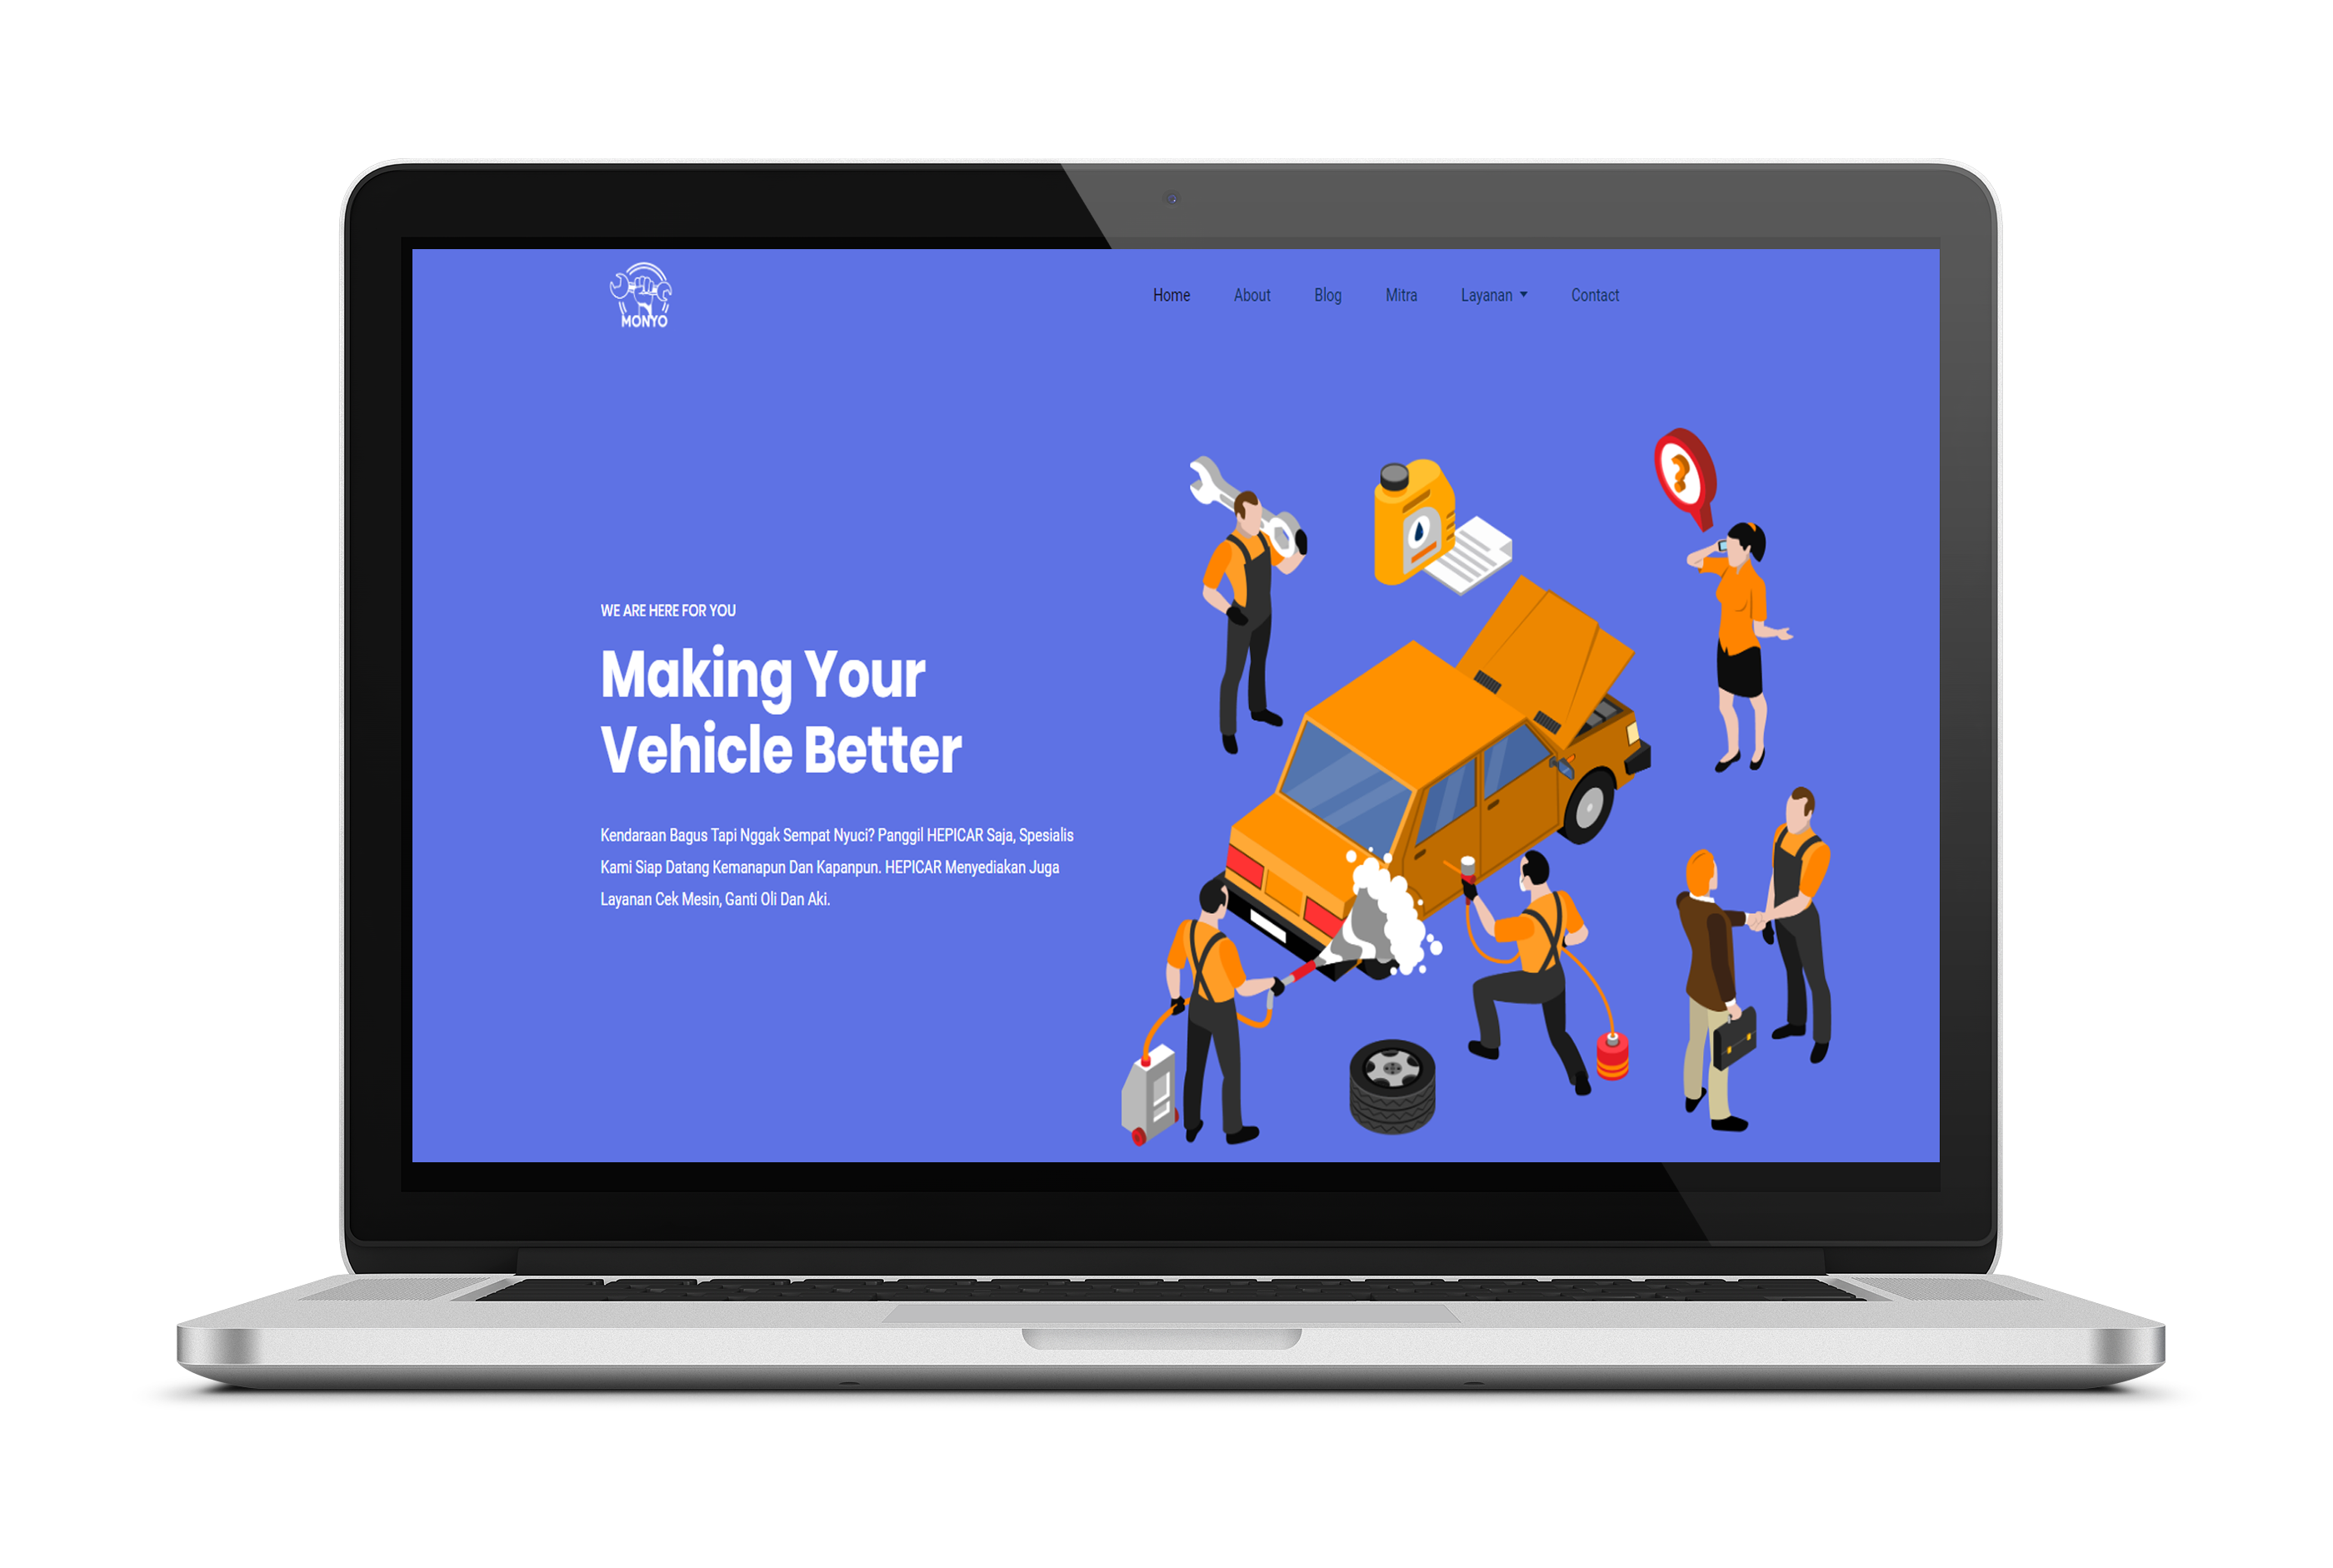 MONYO
Home About Blog Mitra Layanan Contact
WE ARE HERE FOR YOU
Making Your
Vehicle Better
Kendaraan Bagus Tapi Nggak Sempat Nyuci? Panggil HEPICAR Saja, Spesialis
Kami Siap Datang Kemanapun Dan Kapanpun. HEPICAR Menyediakan Juga
Layanan Cek Mesin, Ganti Oli Dan Aki.
?